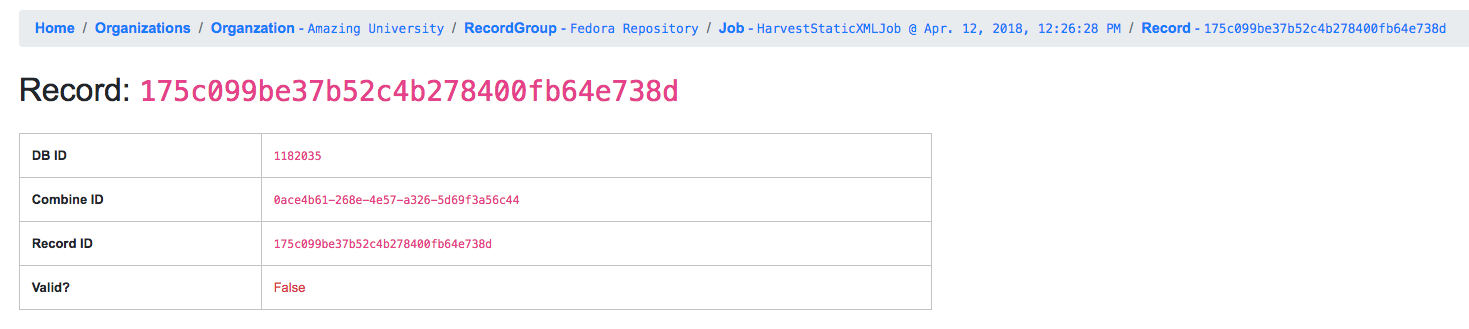 Home / Organizations / Organzation - Amazing University / RecordGroup - Fedora Repository / Job - HarvestStaticXMLJob @ Apr. 12, 2018, 12:26:28 PM / Record - 175c099be37b52c4b278400fb64e738d
Record: 175c099be37b52c4b278400fb64e738d
DB ID 1182035
Combine ID 0ace4b61-268e-4e57-a326-5d69f3a56c44
Record ID 175c099be37b52c4b278400fb64e738d
Valid? False